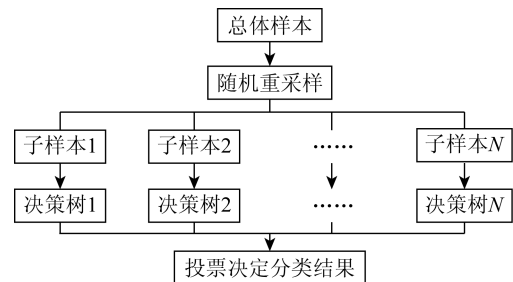 总体样本
随机重采样
子样本1 子样本2 …… 子样本N
决策树1 决策树2 …… 决策树N
投票决定分类结果